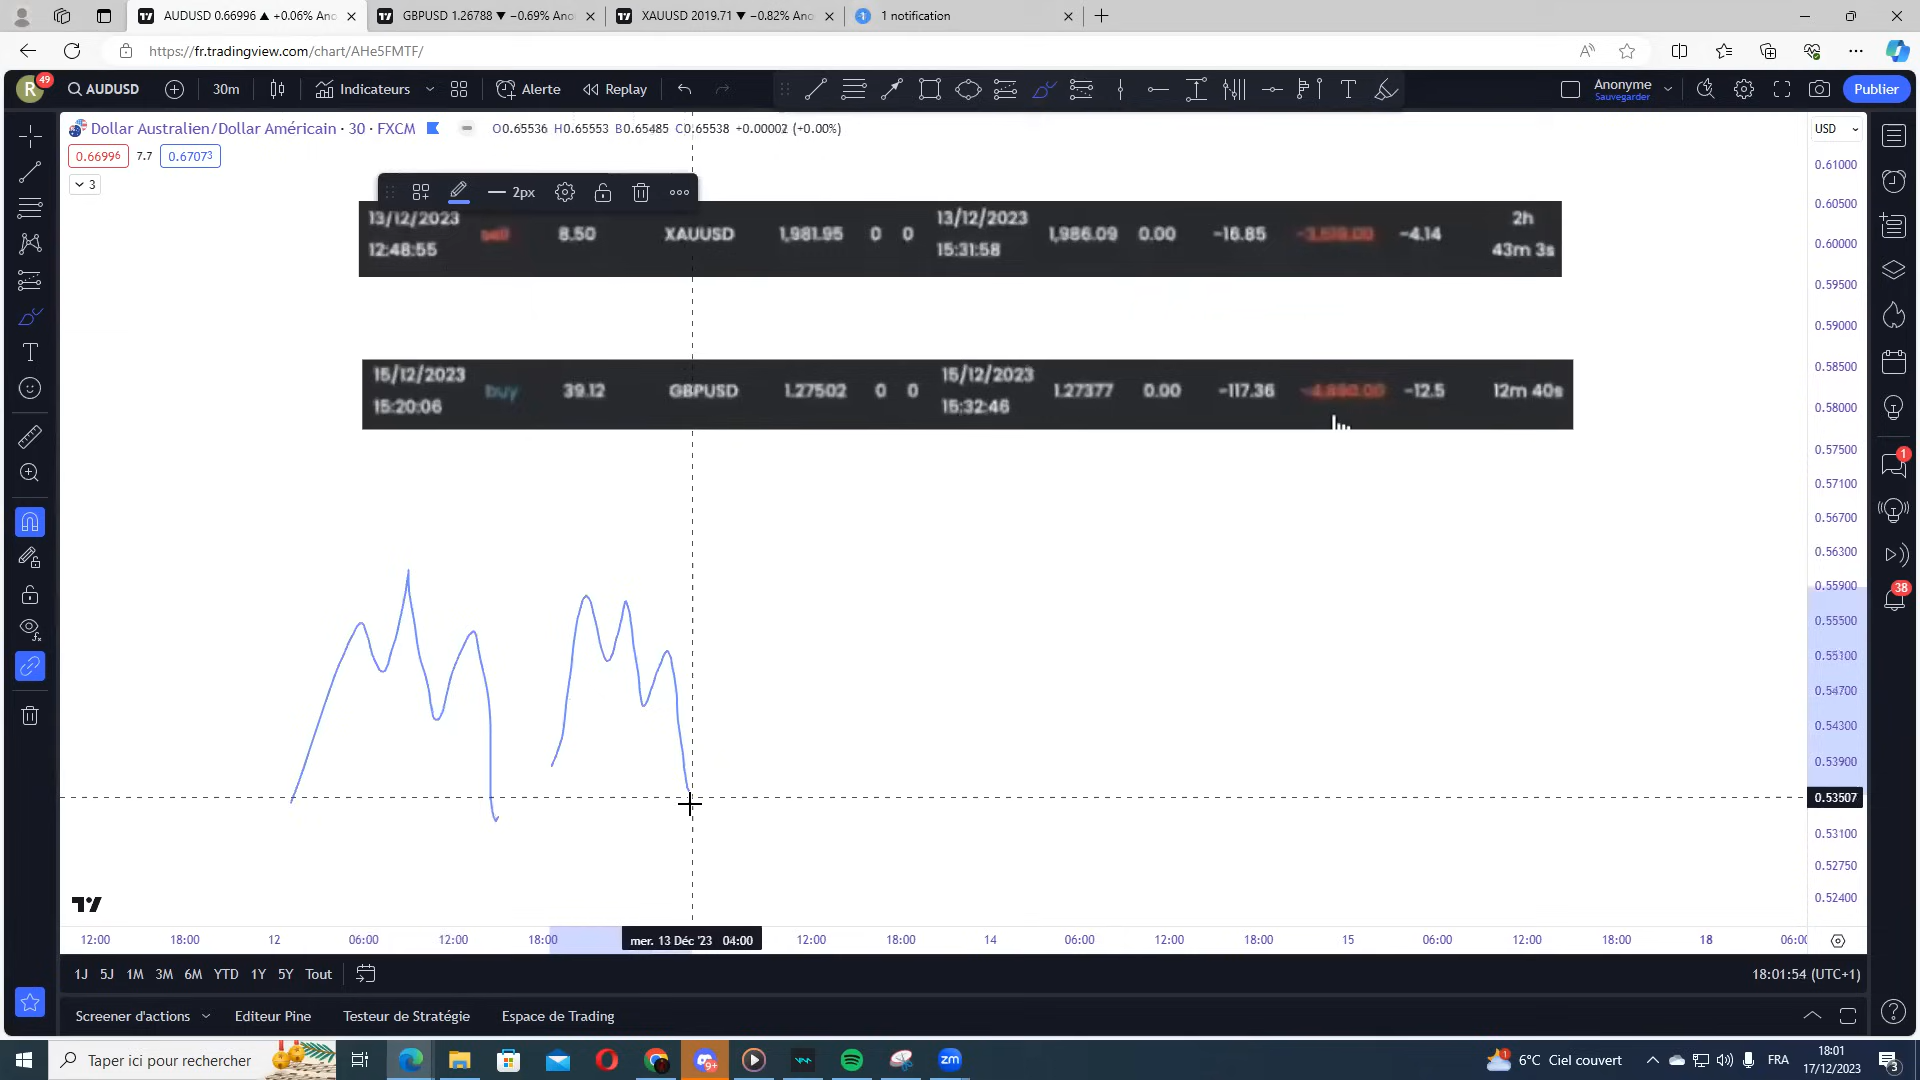 AUDUSD 0.66996 ▲ +0.06% Ano
GBPUSD 1.26788 ▼ −0.69% Ano
XAUUSD 2019.71 ▼ −0.82% Ano
1 notification
https://fr.tradingview.com/chart/AHe5FMTF/
R 49
AUDUSD
30m
Indicateurs
Alerte
Replay
Anonyme
Sauvegarder
Publier
Dollar Australien/Dollar Américain · 30 · FXCM
O0.65536 H0.65553 B0.65485 C0.65538 +0.00002 (+0.00%)
USD
0.66996 7.7 0.67073
3
2px
13/12/2023 12:48:55 sell 8.50 XAUUSD 1,981.95 0 0 13/12/2023 15:31:58 1,986.09 0.00 -16.85 -4.14 2h 43m 3s
15/12/2023 15:20:06 buy 39.12 GBPUSD 1.27502 0 0 15/12/2023 15:32:46 1.27377 0.00 -117.36 -4,890.00 -12.5 12m 40s
0.61000
0.60500
0.60000
0.59500
0.59000
0.58500
0.58000
0.57500
0.57100
0.56700
0.56300
0.55900
0.55500
0.55100
0.54700
0.54300
0.53900
0.53507
0.53100
0.52750
0.52400
1
38
12:00 18:00 12 06:00 12:00 18:00 mer. 13 Déc '23 04:00 12:00 18:00 14 06:00 12:00 18:00 15 06:00 12:00 18:00 18 06:00
1J 5J 1M 3M 6M YTD 1Y 5Y Tout
18:01:54 (UTC+1)
Screener d'actions
Editeur Pine
Testeur de Stratégie
Espace de Trading
Taper ici pour rechercher
9+
zm
6°C Ciel couvert
FRA
18:01
17/12/2023
3